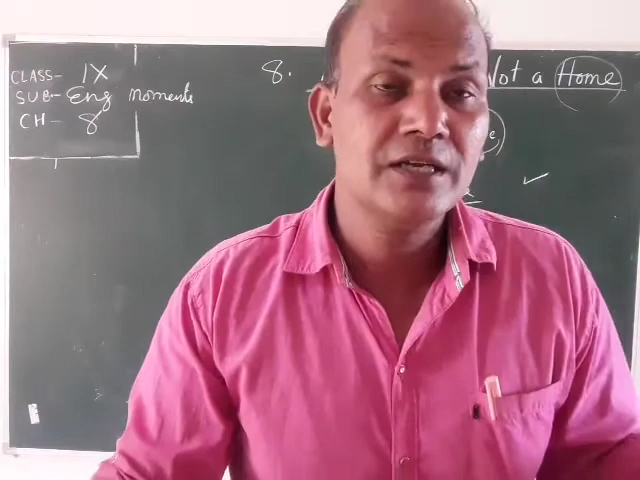 CLASS- IX
SUB- Eng moments
CH- 8
8. Not a Home